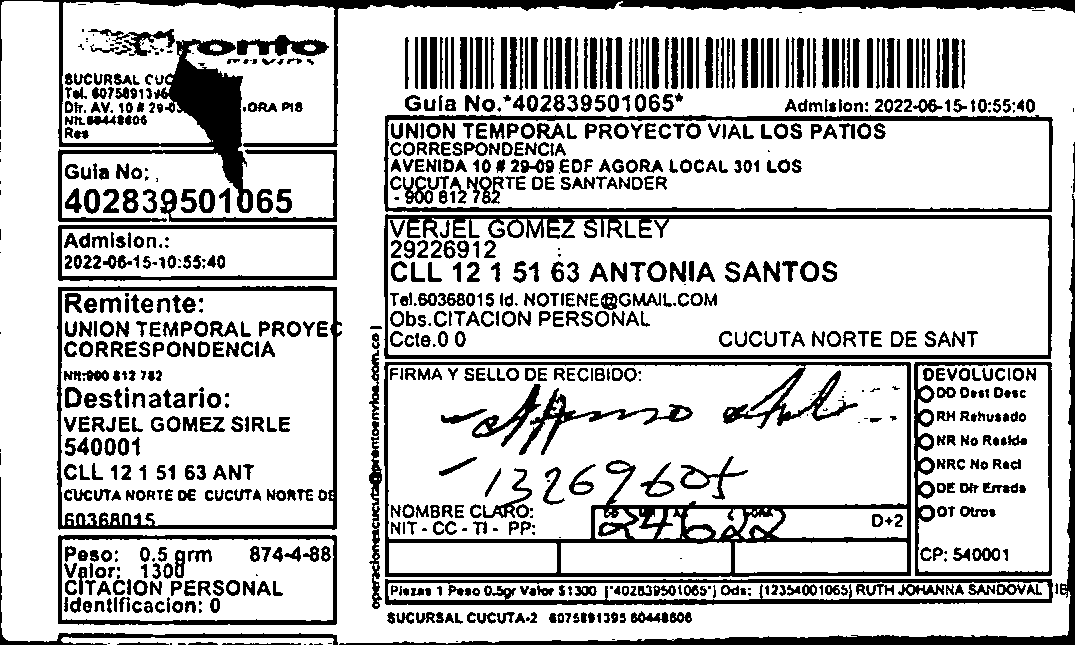 ronto
ENVIOS
SUCURSAL CUC
Tel.
Dir. AV. 10 # 29-0 ORA P18
Nit. 60448606
Res
Guia No:
402839501065
Admision.:
2022-06-15-10:55:40
Remitente:
UNION TEMPORAL PROYEC
CORRESPONDENCIA
Nit:900 812 782
Destinatario:
VERJEL GOMEZ SIRLE
540001
CLL 12 1 51 63 ANT
CUCUTA NORTE DE CUCUTA NORTE DE
60368015
Peso: 0.5 grm 874-4-88
Valor: 1300
CITACION PERSONAL
Identificacion: 0
Guia No.*402839501065* Admision: 2022-06-15-10:55:40
UNION TEMPORAL PROYECTO VIAL LOS PATIOS
CORRESPONDENCIA
AVENIDA 10 # 29-09 EDF AGORA LOCAL 301 LOS
CUCUTA NORTE DE SANTANDER
- 900 812 782
VERJEL GOMEZ SIRLEY
29226912
CLL 12 1 51 63 ANTONIA SANTOS
Tel.60368015 Id. NOTIENE@GMAIL.COM
Obs.CITACION PERSONAL
Ccte.0 0 CUCUTA NORTE DE SANT
operacionescucuta@prontoenvios.com.co
FIRMA Y SELLO DE RECIBIDO:
13269605
NOMBRE CLARO:
NIT - CC - TI - PP:
24622 D+2
DEVOLUCION
DD Dest Desc
RH Rehusado
NR No Reside
NRC No Recl
DE Dir Errada
OT Otros
CP: 540001
Piezas 1 Peso 0.5gr Valor $1300 (*402839501065*) Ods: (12354001065) RUTH JOHANNA SANDOVAL
SUCURSAL CUCUTA-2 6075891395 60448606